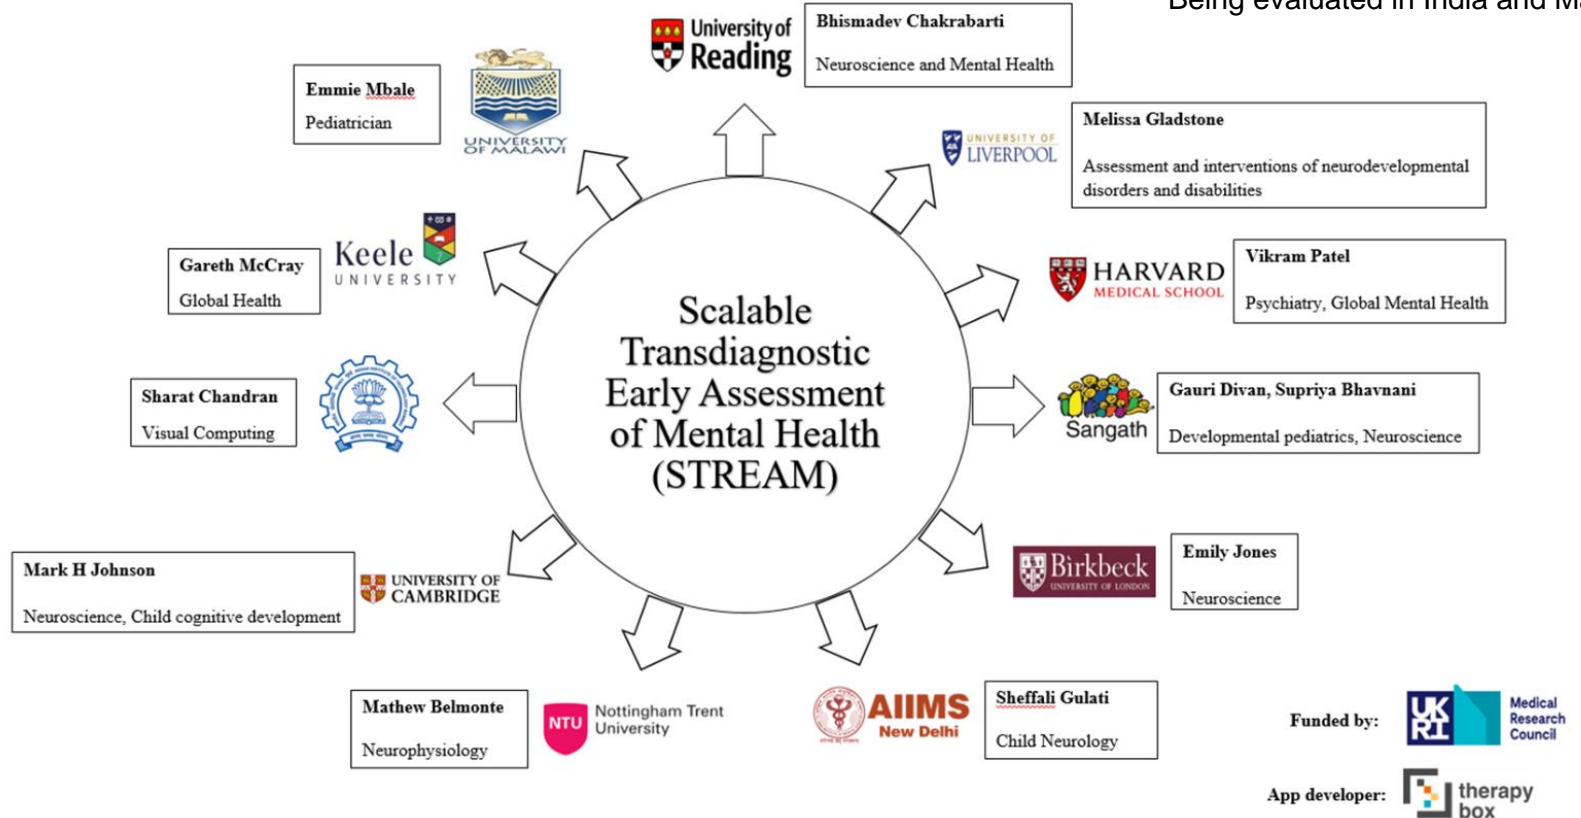 Being evaluated in India and Ma
University of
Reading
Bhismadev Chakrabarti
Neuroscience and Mental Health
Emmie Mbale
Pediatrician
UNIVERSITY
OF MALAWI
UNIVERSITY OF
LIVERPOOL
Melissa Gladstone
Assessment and interventions of neurodevelopmental
disorders and disabilities
Gareth McCray
Global Health
Keele
UNIVERSITY
HARVARD
MEDICAL SCHOOL
Vikram Patel
Psychiatry, Global Mental Health
Scalable
Transdiagnostic
Early Assessment
of Mental Health
(STREAM)
Sharat Chandran
Visual Computing
Sangath
Gauri Divan, Supriya Bhavnani
Developmental pediatrics, Neuroscience
Mark H Johnson
Neuroscience, Child cognitive development
UNIVERSITY OF
CAMBRIDGE
Birkbeck
UNIVERSITY OF LONDON
Emily Jones
Neuroscience
Mathew Belmonte
Neurophysiology
NTU
Nottingham Trent
University
AIIMS
New Delhi
Sheffali Gulati
Child Neurology
Funded by:
UK
RI
Medical
Research
Council
App developer:
therapy
box